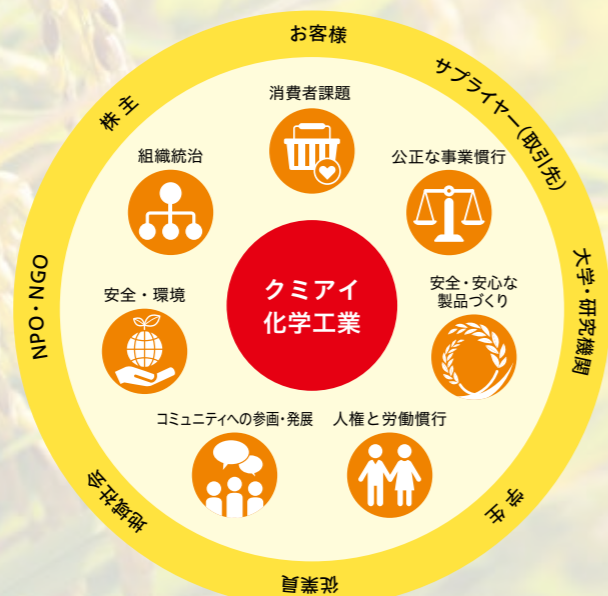 お客様
サプライヤー(取引先)
大学・研究機関
学生
従業員
地域社会
NPO・NGO
株主
消費者課題
公正な事業慣行
安全・安心な
製品づくり
人権と労働慣行
コミュニティへの参画・発展
安全・環境
組織統治
クミアイ
化学工業